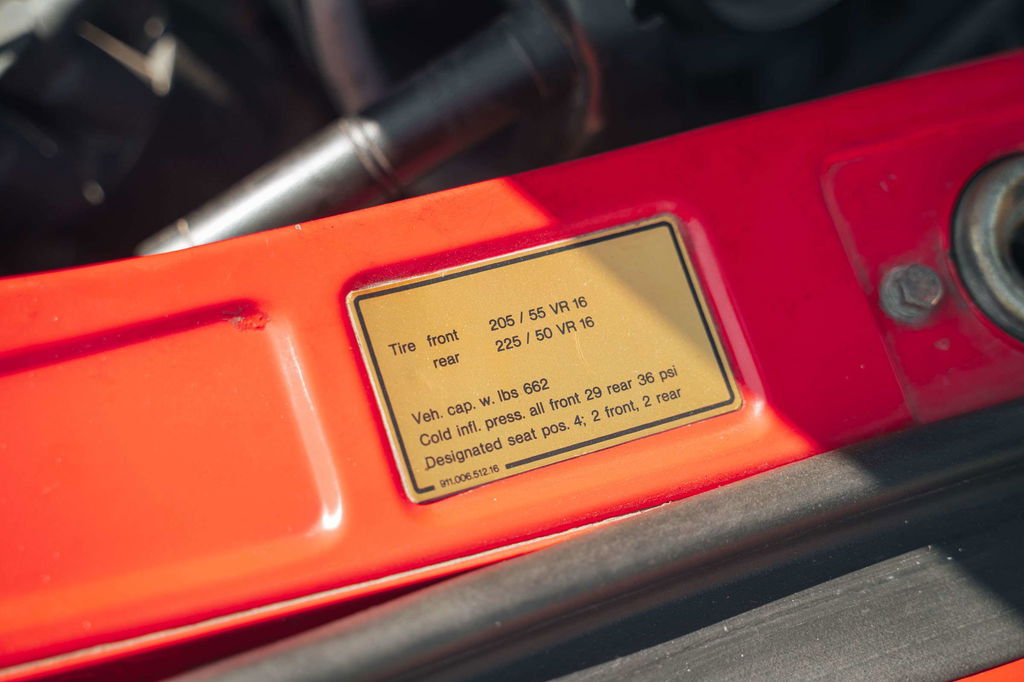 Tire front 205 / 55 VR 16
rear 225 / 50 VR 16
Veh. cap. w. lbs 662
Cold infl. press. all front 29 rear 36 psi
Designated seat pos. 4; 2 front, 2 rear
911.006.512.16